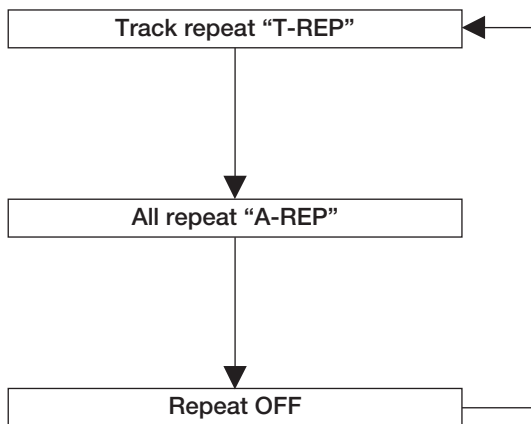 Track repeat “T-REP”
All repeat “A-REP”
Repeat OFF